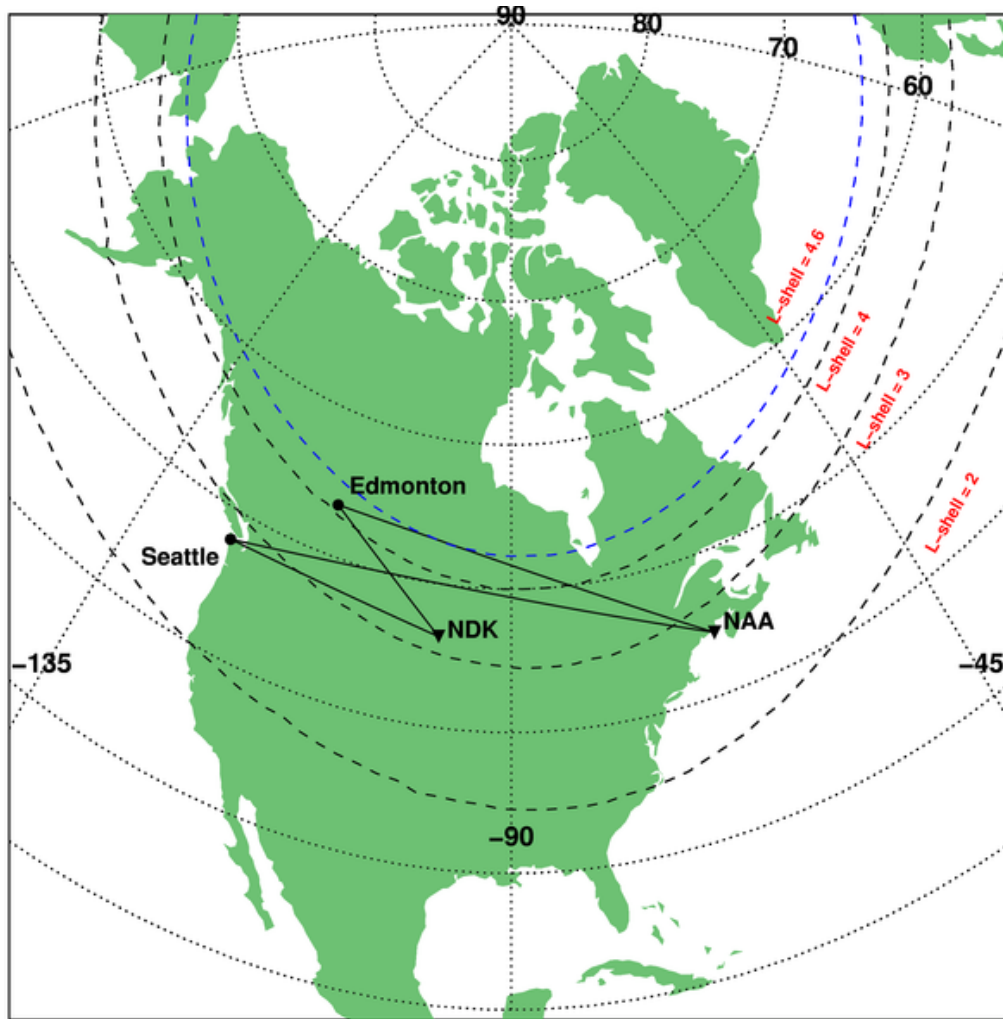 90
80
70
60
L-shell = 4.6
L-shell = 4
L-shell = 3
L-shell = 2
Edmonton
Seattle
NDK
NAA
-135
-45
-90